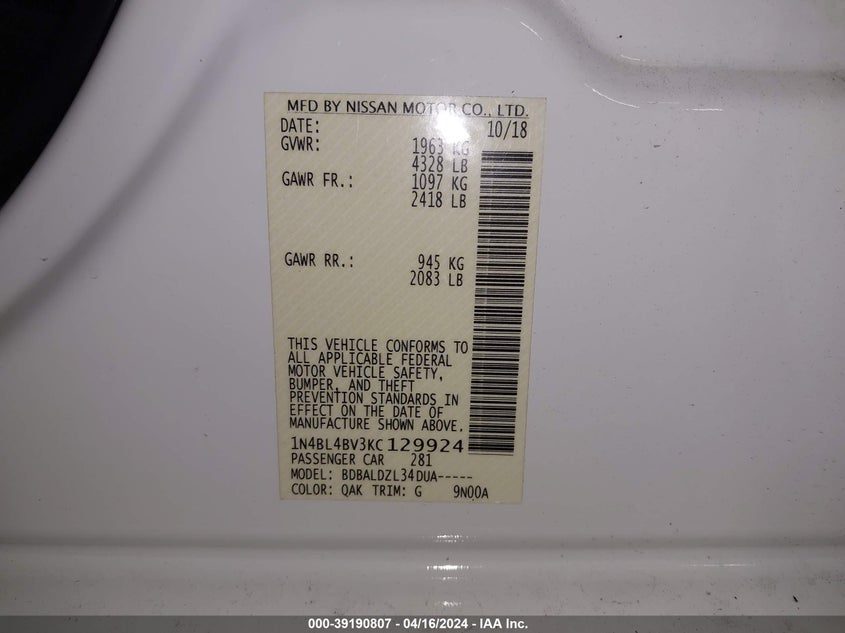 MFD BY NISSAN MOTOR CO., LTD.
DATE: 10/18
GVWR: 1963 KG
4328 LB
GAWR FR.: 1097 KG
2418 LB
GAWR RR.: 945 KG
2083 LB
THIS VEHICLE CONFORMS TO
ALL APPLICABLE FEDERAL
MOTOR VEHICLE SAFETY,
BUMPER, AND THEFT
PREVENTION STANDARDS IN
EFFECT ON THE DATE OF
MANUFACTURE SHOWN ABOVE.
1N4BL4BV3KC129924
PASSENGER CAR 281
MODEL: BDBALDZL34DUA-----
COLOR: QAK TRIM: G 9N00A
000-39190807 - 04/16/2024 - IAA Inc.